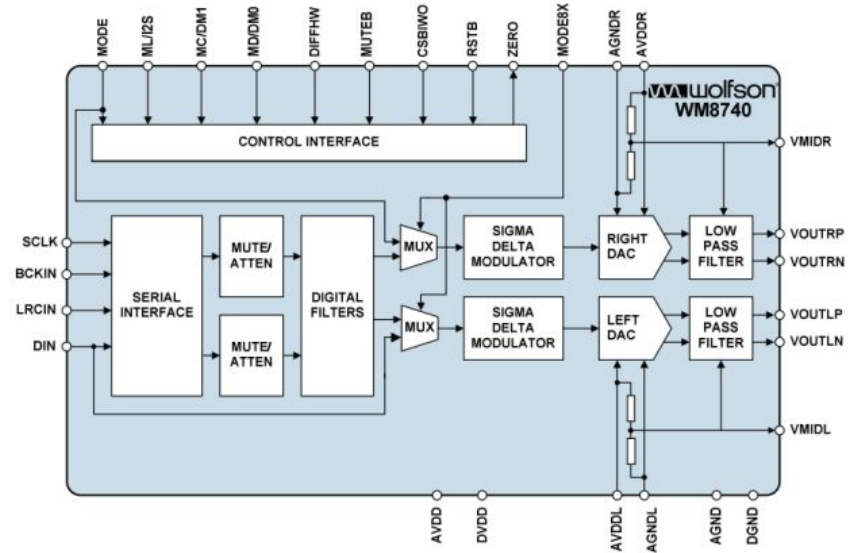 MODE
ML/I2S
MC/DM1
MD/DM0
DIFFHW
MUTEB
CSBIWO
RSTB
ZERO
MODE8X
AGNDR
AVDDR
wolfson
WM8740
CONTROL INTERFACE
VMIDR
SCLK
BCKIN
LRCIN
DIN
SERIAL
INTERFACE
MUTE/
ATTEN
MUTE/
ATTEN
DIGITAL
FILTERS
MUX
MUX
SIGMA
DELTA
MODULATOR
SIGMA
DELTA
MODULATOR
RIGHT
DAC
LEFT
DAC
LOW
PASS
FILTER
LOW
PASS
FILTER
VOUTRP
VOUTRN
VOUTLP
VOUTLN
VMIDL
AVDD
DVDD
AVDDL
AGNDL
AGND
DGND